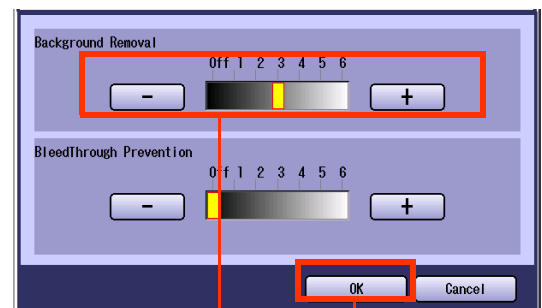 Background Removal
Off 1 2 3 4 5 6
- +
BleedThrough Prevention
Off 1 2 3 4 5 6
- +
OK Cancel